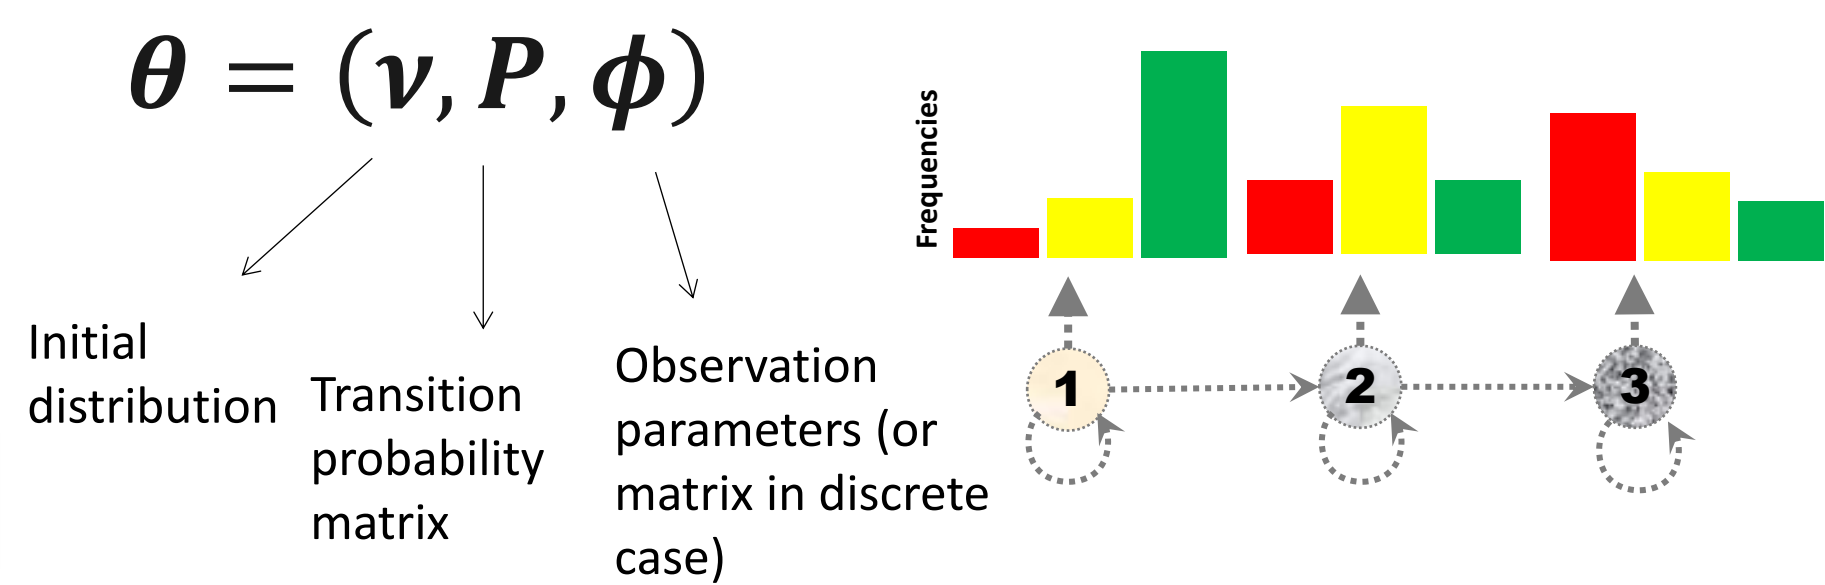 θ = (ν, P, ϕ)
Initial
distribution
Transition
probability
matrix
Observation
parameters (or
matrix in discrete
case)
Frequencies
1
2
3